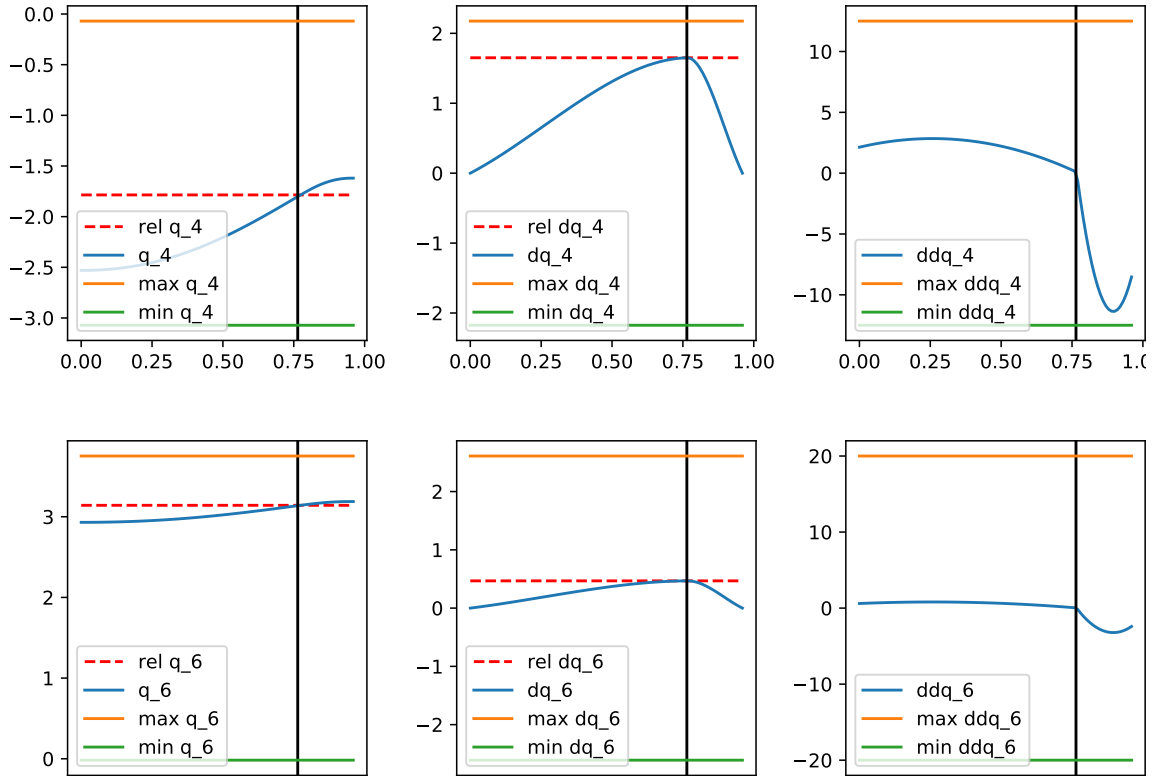 0.0
−0.5
−1.0
−1.5
−2.0
−2.5
−3.0
rel q_4
q_4
max q_4
min q_4
0.00 0.25 0.50 0.75 1.00
2
1
0
−1
−2
rel dq_4
dq_4
max dq_4
min dq_4
0.00 0.25 0.50 0.75 1.00
10
5
0
−5
−10
ddq_4
max ddq_4
min ddq_4
0.00 0.25 0.50 0.75 1.0
3
2
1
0
rel q_6
q_6
max q_6
min q_6
2
1
0
−1
−2
rel dq_6
dq_6
max dq_6
min dq_6
20
10
0
−10
−20
ddq_6
max ddq_6
min ddq_6